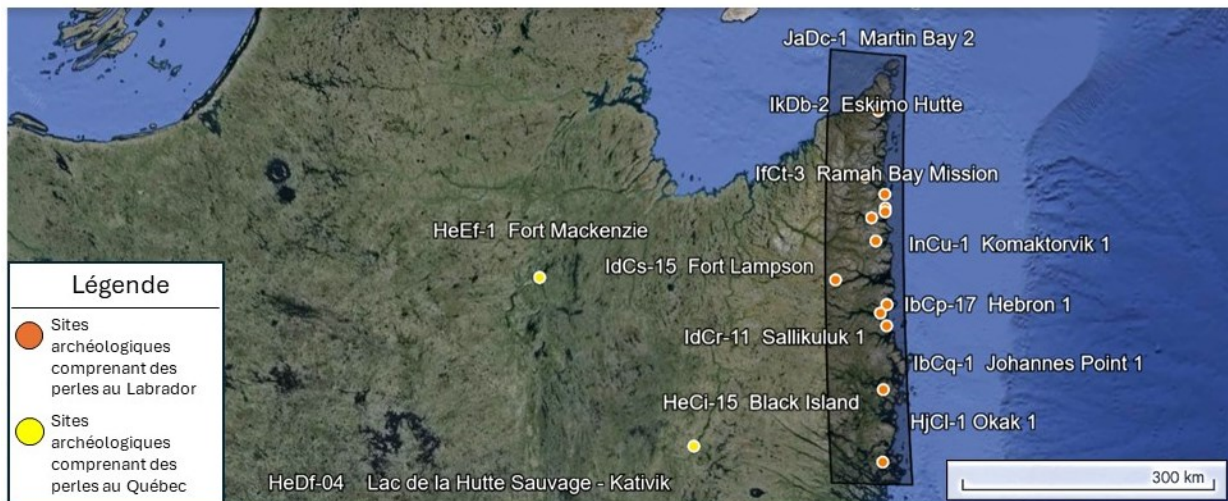 JaDc-1 Martin Bay 2
IkDb-2 Eskimo Hutte
IfCt-3 Ramah Bay Mission
HeEf-1 Fort Mackenzie
InCu-1 Komaktorvik 1
IdCs-15 Fort Lampson
IbCp-17 Hebron 1
IdCr-11 Sallikuluk 1
IbCq-1 Johannes Point 1
HeCi-15 Black Island
HjCl-1 Okak 1
HeDf-04 Lac de la Hutte Sauvage - Kativik
300 km
Légende
Sites
archéologiques
comprenant des
perles au Labrador
Sites
archéologiques
comprenant des
perles au Québec